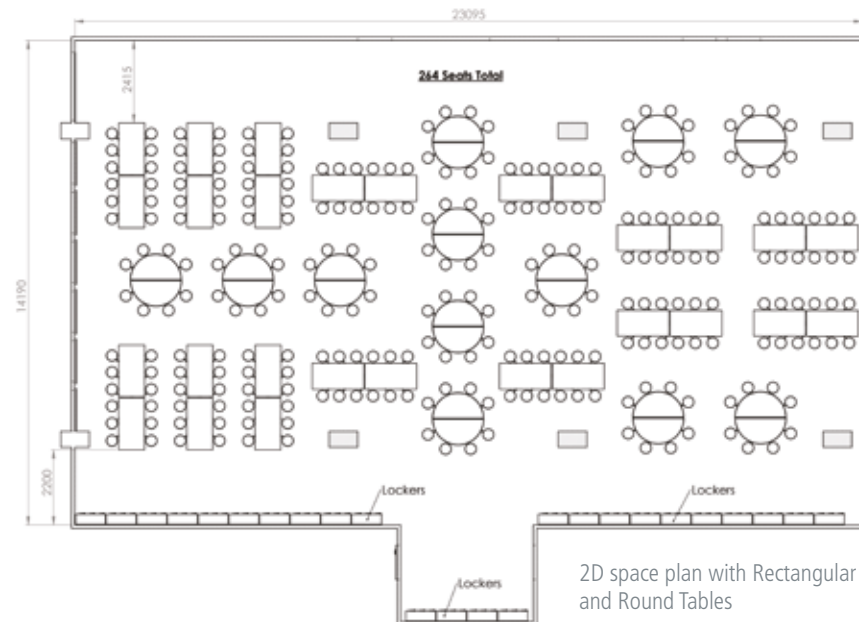 23095
2415
264 Seats Total
14190
2200
Lockers
Lockers
Lockers
2D space plan with Rectangular
and Round Tables